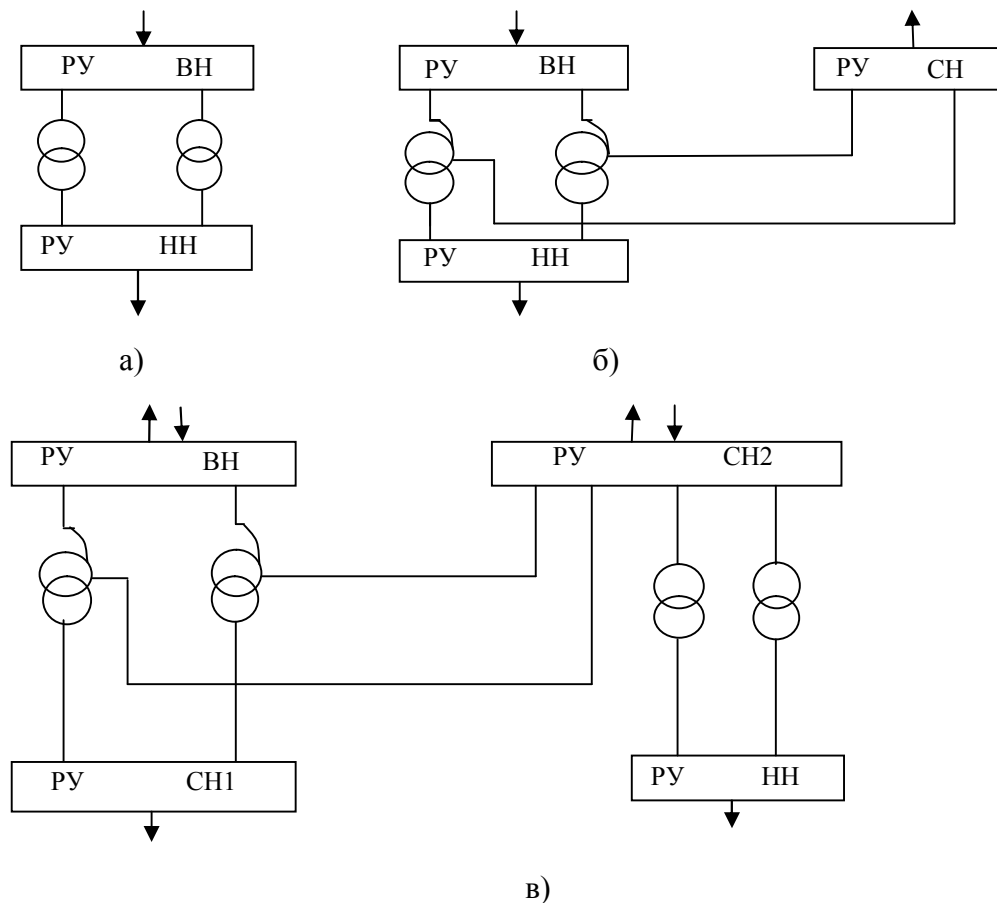 РУ ВН
РУ НН
а)
РУ ВН
РУ СН
РУ НН
б)
РУ ВН
РУ СН2
РУ СН1
РУ НН
в)